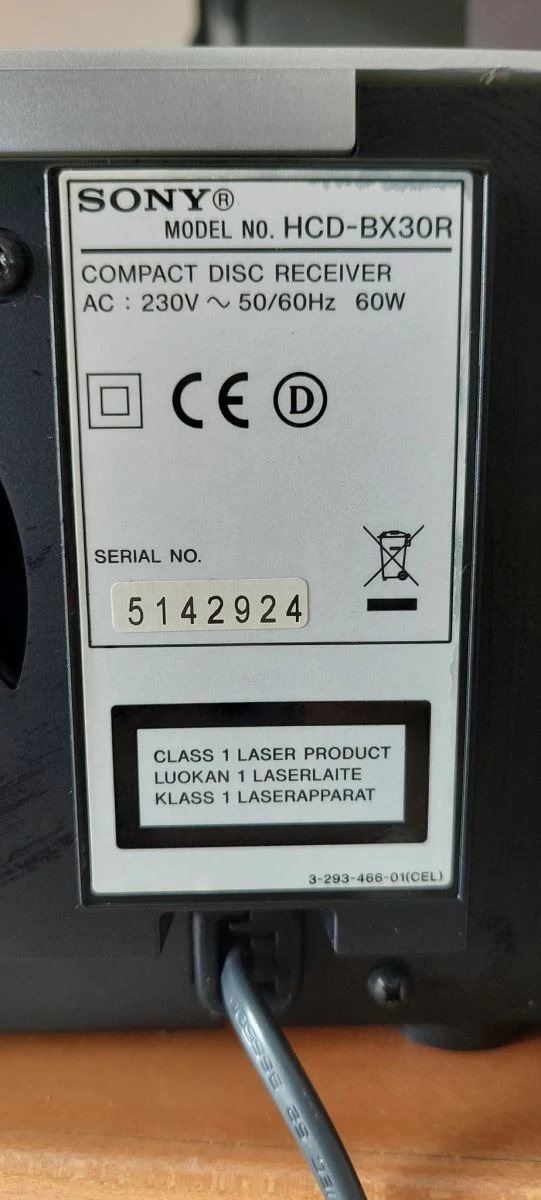 SONY®
MODEL NO. HCD-BX30R
COMPACT DISC RECEIVER
AC : 230V ~ 50/60Hz 60W
CE D
SERIAL NO.
5142924
CLASS 1 LASER PRODUCT
LUOKAN 1 LASERLAITE
KLASS 1 LASERAPPARAT
3-293-466-01(CEL)